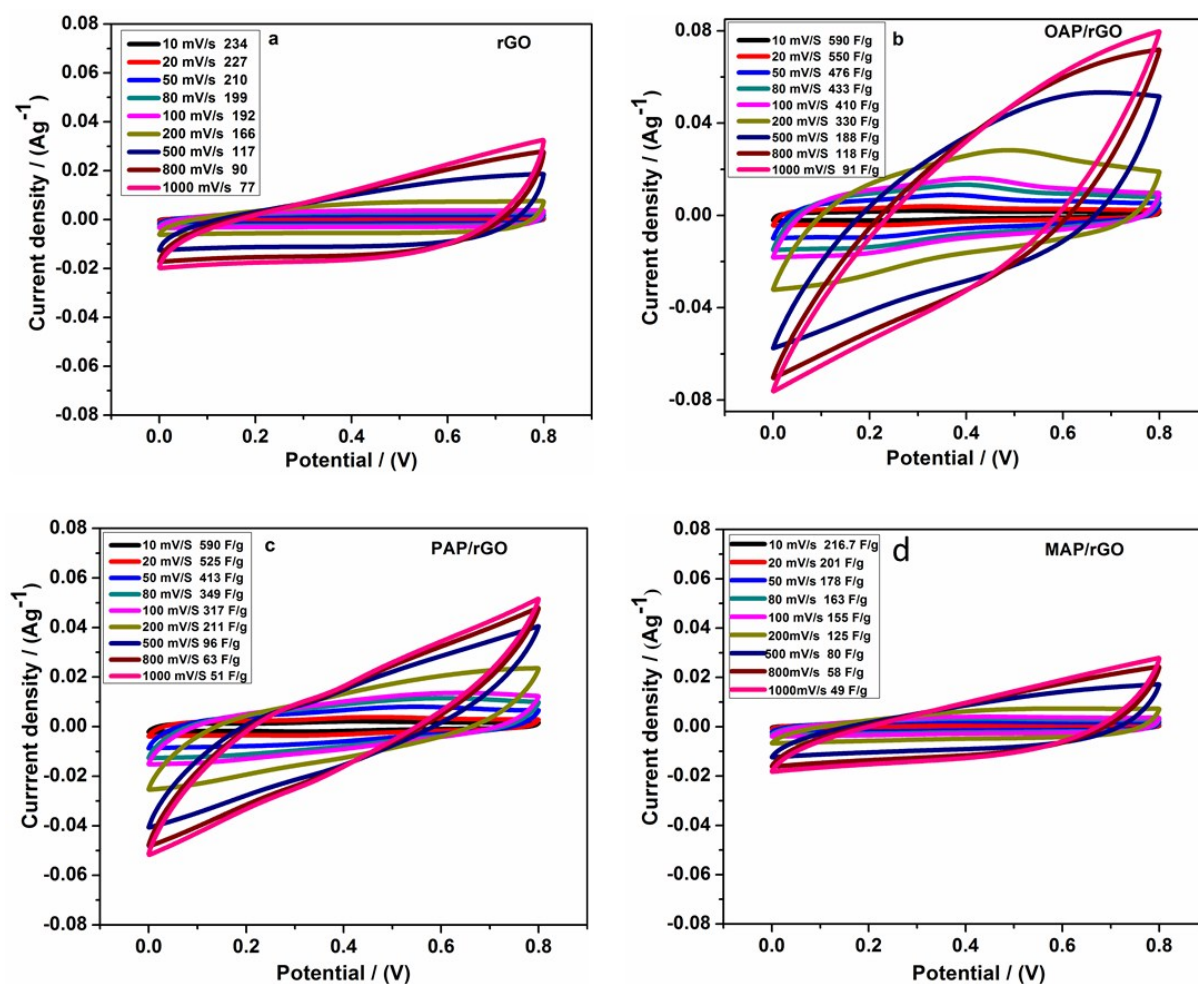 a
rGO
10 mV/s 234
20 mV/s 227
50 mV/s 210
80 mV/s 199
100 mV/s 192
200 mV/s 166
500 mV/s 117
800 mV/s 90
1000 mV/s 77
Current density / (Ag⁻¹)
0.08
0.06
0.04
0.02
0.00
-0.02
-0.04
-0.06
-0.08
0.0 0.2 0.4 0.6 0.8
Potential / (V)
b
OAP/rGO
10 mV/S 590 F/g
20 mV/S 550 F/g
50 mV/S 476 F/g
80 mV/S 433 F/g
100 mV/S 410 F/g
200 mV/S 330 F/g
500 mV/S 188 F/g
800 mV/S 118 F/g
1000 mV/S 91 F/g
Current density / (Ag⁻¹)
0.08
0.04
0.00
-0.04
-0.08
0.0 0.2 0.4 0.6 0.8
Potential / (V)
c
PAP/rGO
10 mV/S 590 F/g
20 mV/S 525 F/g
50 mV/S 413 F/g
80 mV/S 349 F/g
100 mV/S 317 F/g
200 mV/S 211 F/g
500 mV/S 96 F/g
800 mV/S 63 F/g
1000 mV/S 51 F/g
Currrent density / (Ag⁻¹)
0.08
0.06
0.04
0.02
0.00
-0.02
-0.04
-0.06
-0.08
0.0 0.2 0.4 0.6 0.8
Potential / (V)
d
MAP/rGO
10 mV/s 216.7 F/g
20 mV/s 201 F/g
50 mV/s 178 F/g
80 mV/s 163 F/g
100 mV/s 155 F/g
200mV/s 125 F/g
500 mV/s 80 F/g
800mV/s 58 F/g
1000mV/s 49 F/g
Current density / (Ag⁻¹)
0.08
0.06
0.04
0.02
0.00
-0.02
-0.04
-0.06
-0.08
0.0 0.2 0.4 0.6 0.8
Potential / (V)